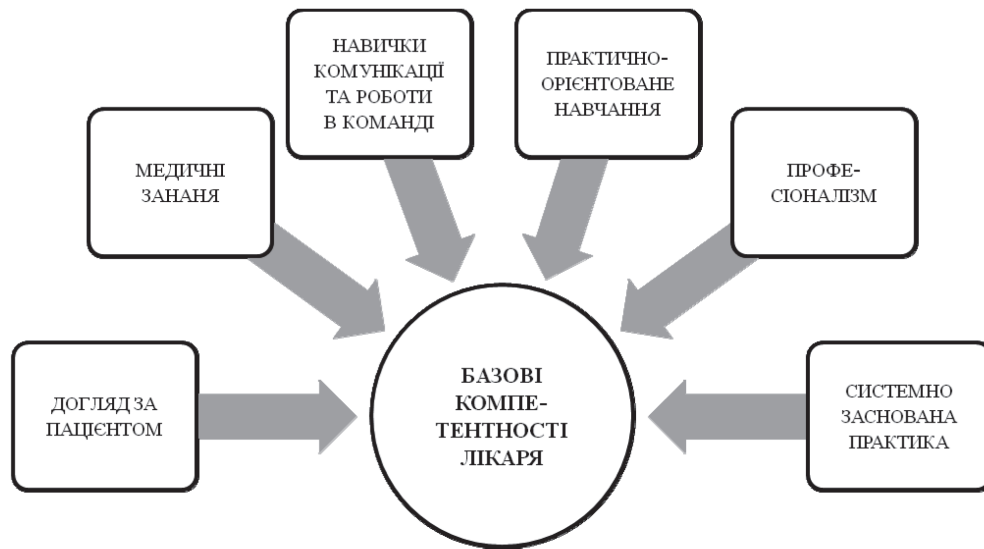 НАВИЧКИ
КОМУНІКАЦІЇ
ТА РОБОТИ
В КОМАНДІ
ПРАКТИЧНО-
ОРІЄНТОВАНЕ
НАВЧАННЯ
МЕДИЧНІ
ЗАНАНЯ
ПРОФЕ-
СІОНАЛІЗМ
ДОГЛЯД ЗА
ПАЦІЄНТОМ
БАЗОВІ
КОМПЕ-
ТЕНТНОСТІ
ЛІКАРЯ
СИСТЕМНО
ЗАСНОВАНА
ПРАКТИКА